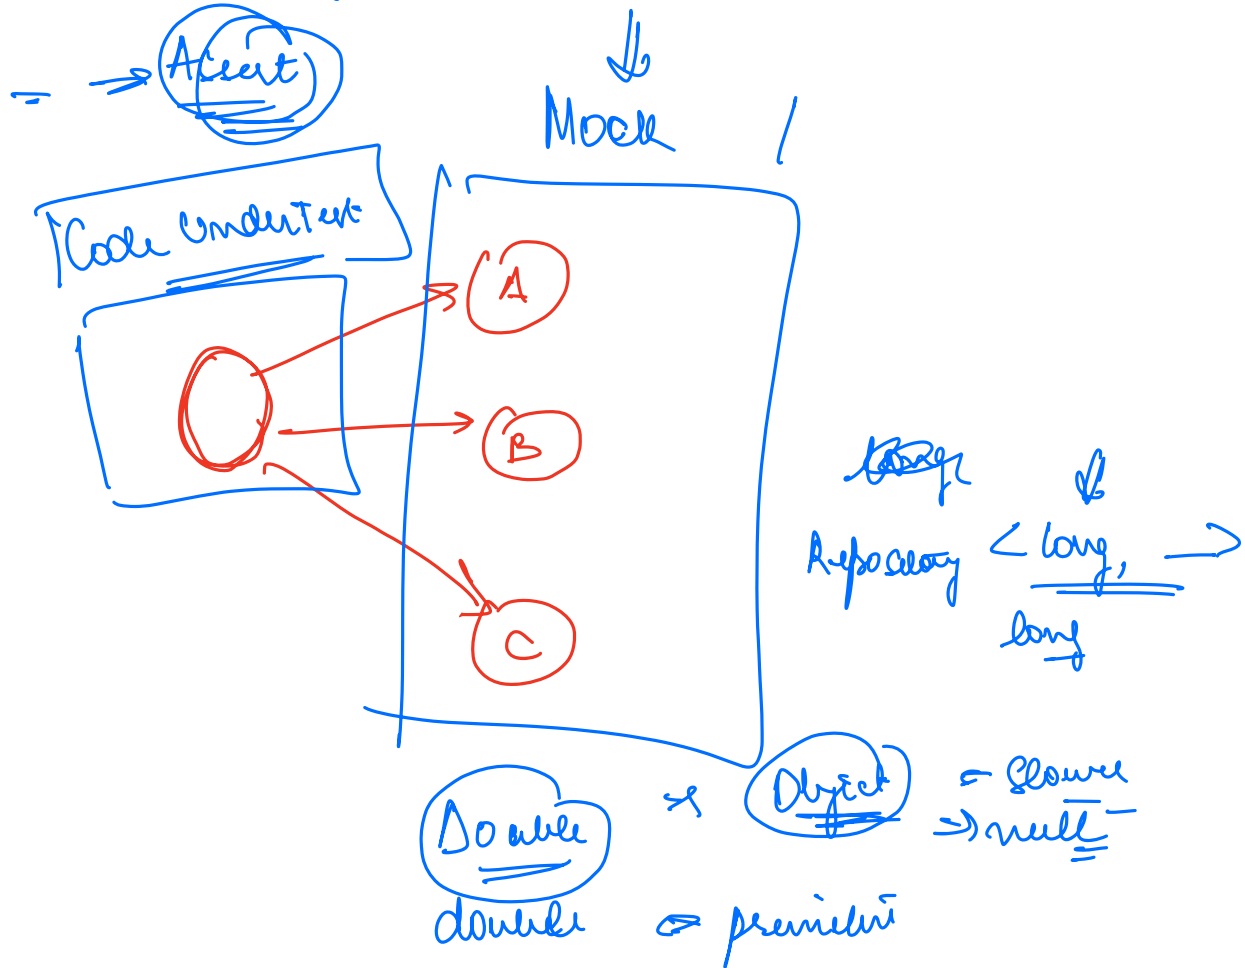 Assert
Mock
Code Under Test
A
B
C
Repository < long, >
long
Double
Object
- Slower
→ null
double
primitive